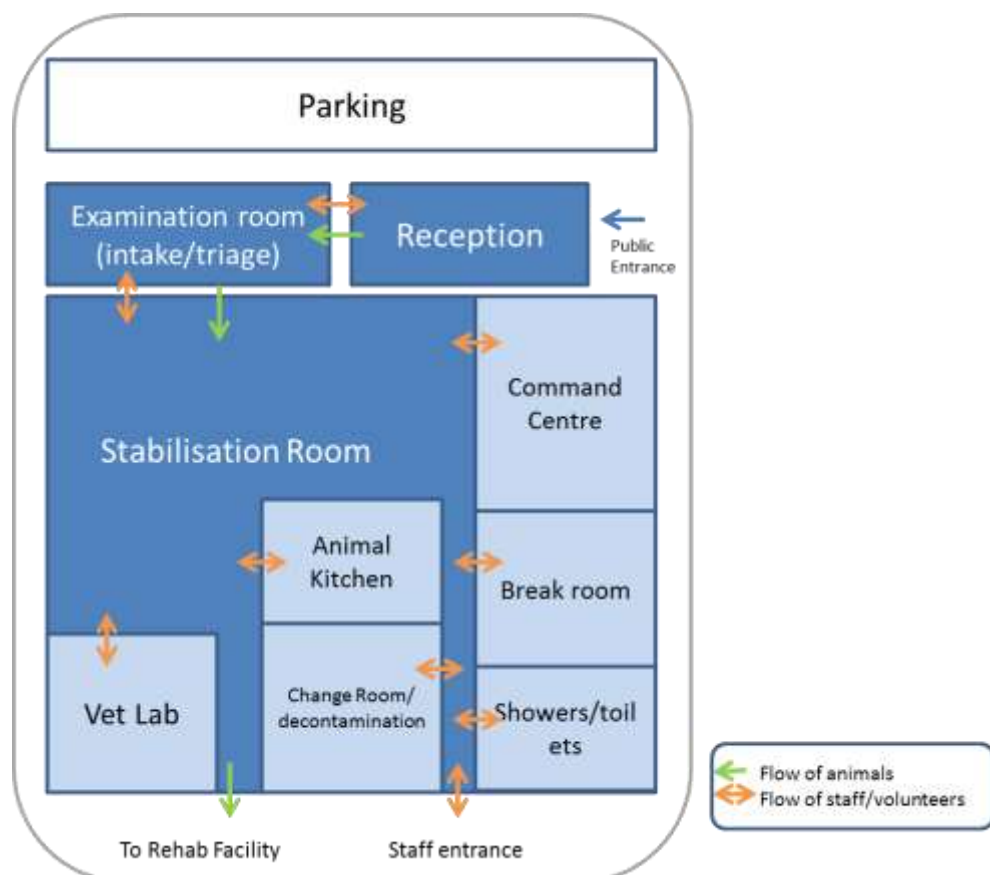 Parking
Examination room
(intake/triage)
Reception
Public
Entrance
Stabilisation Room
Command
Centre
Animal
Kitchen
Break room
Vet Lab
Change Room/
decontamination
Showers/toil
ets
Flow of animals
Flow of staff/volunteers
To Rehab Facility
Staff entrance